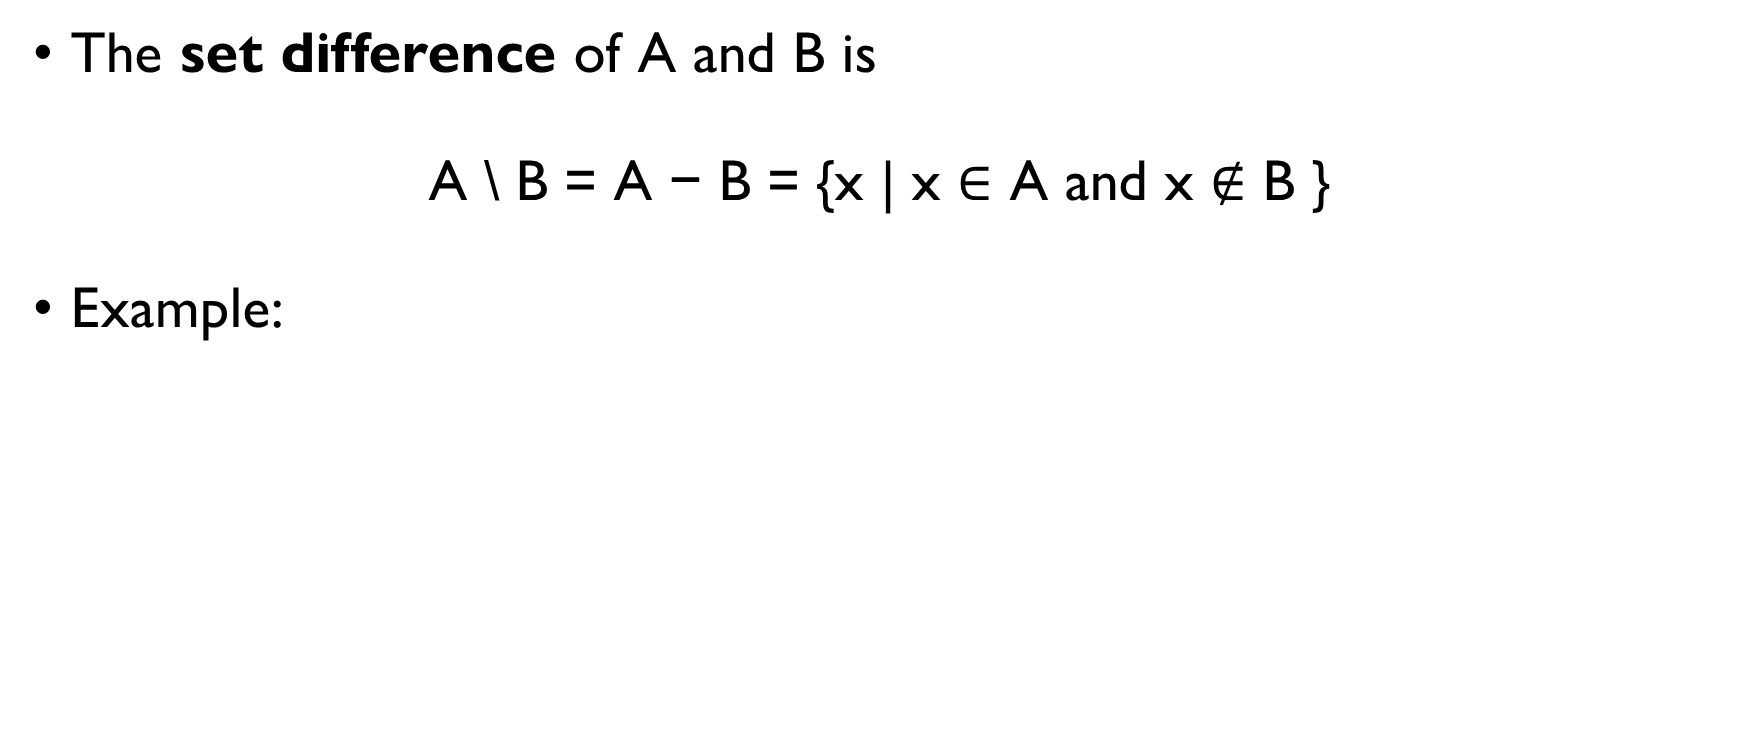 • The set difference of A and B is
A \ B = A − B = {x | x ∈ A and x ∉ B }
• Example: